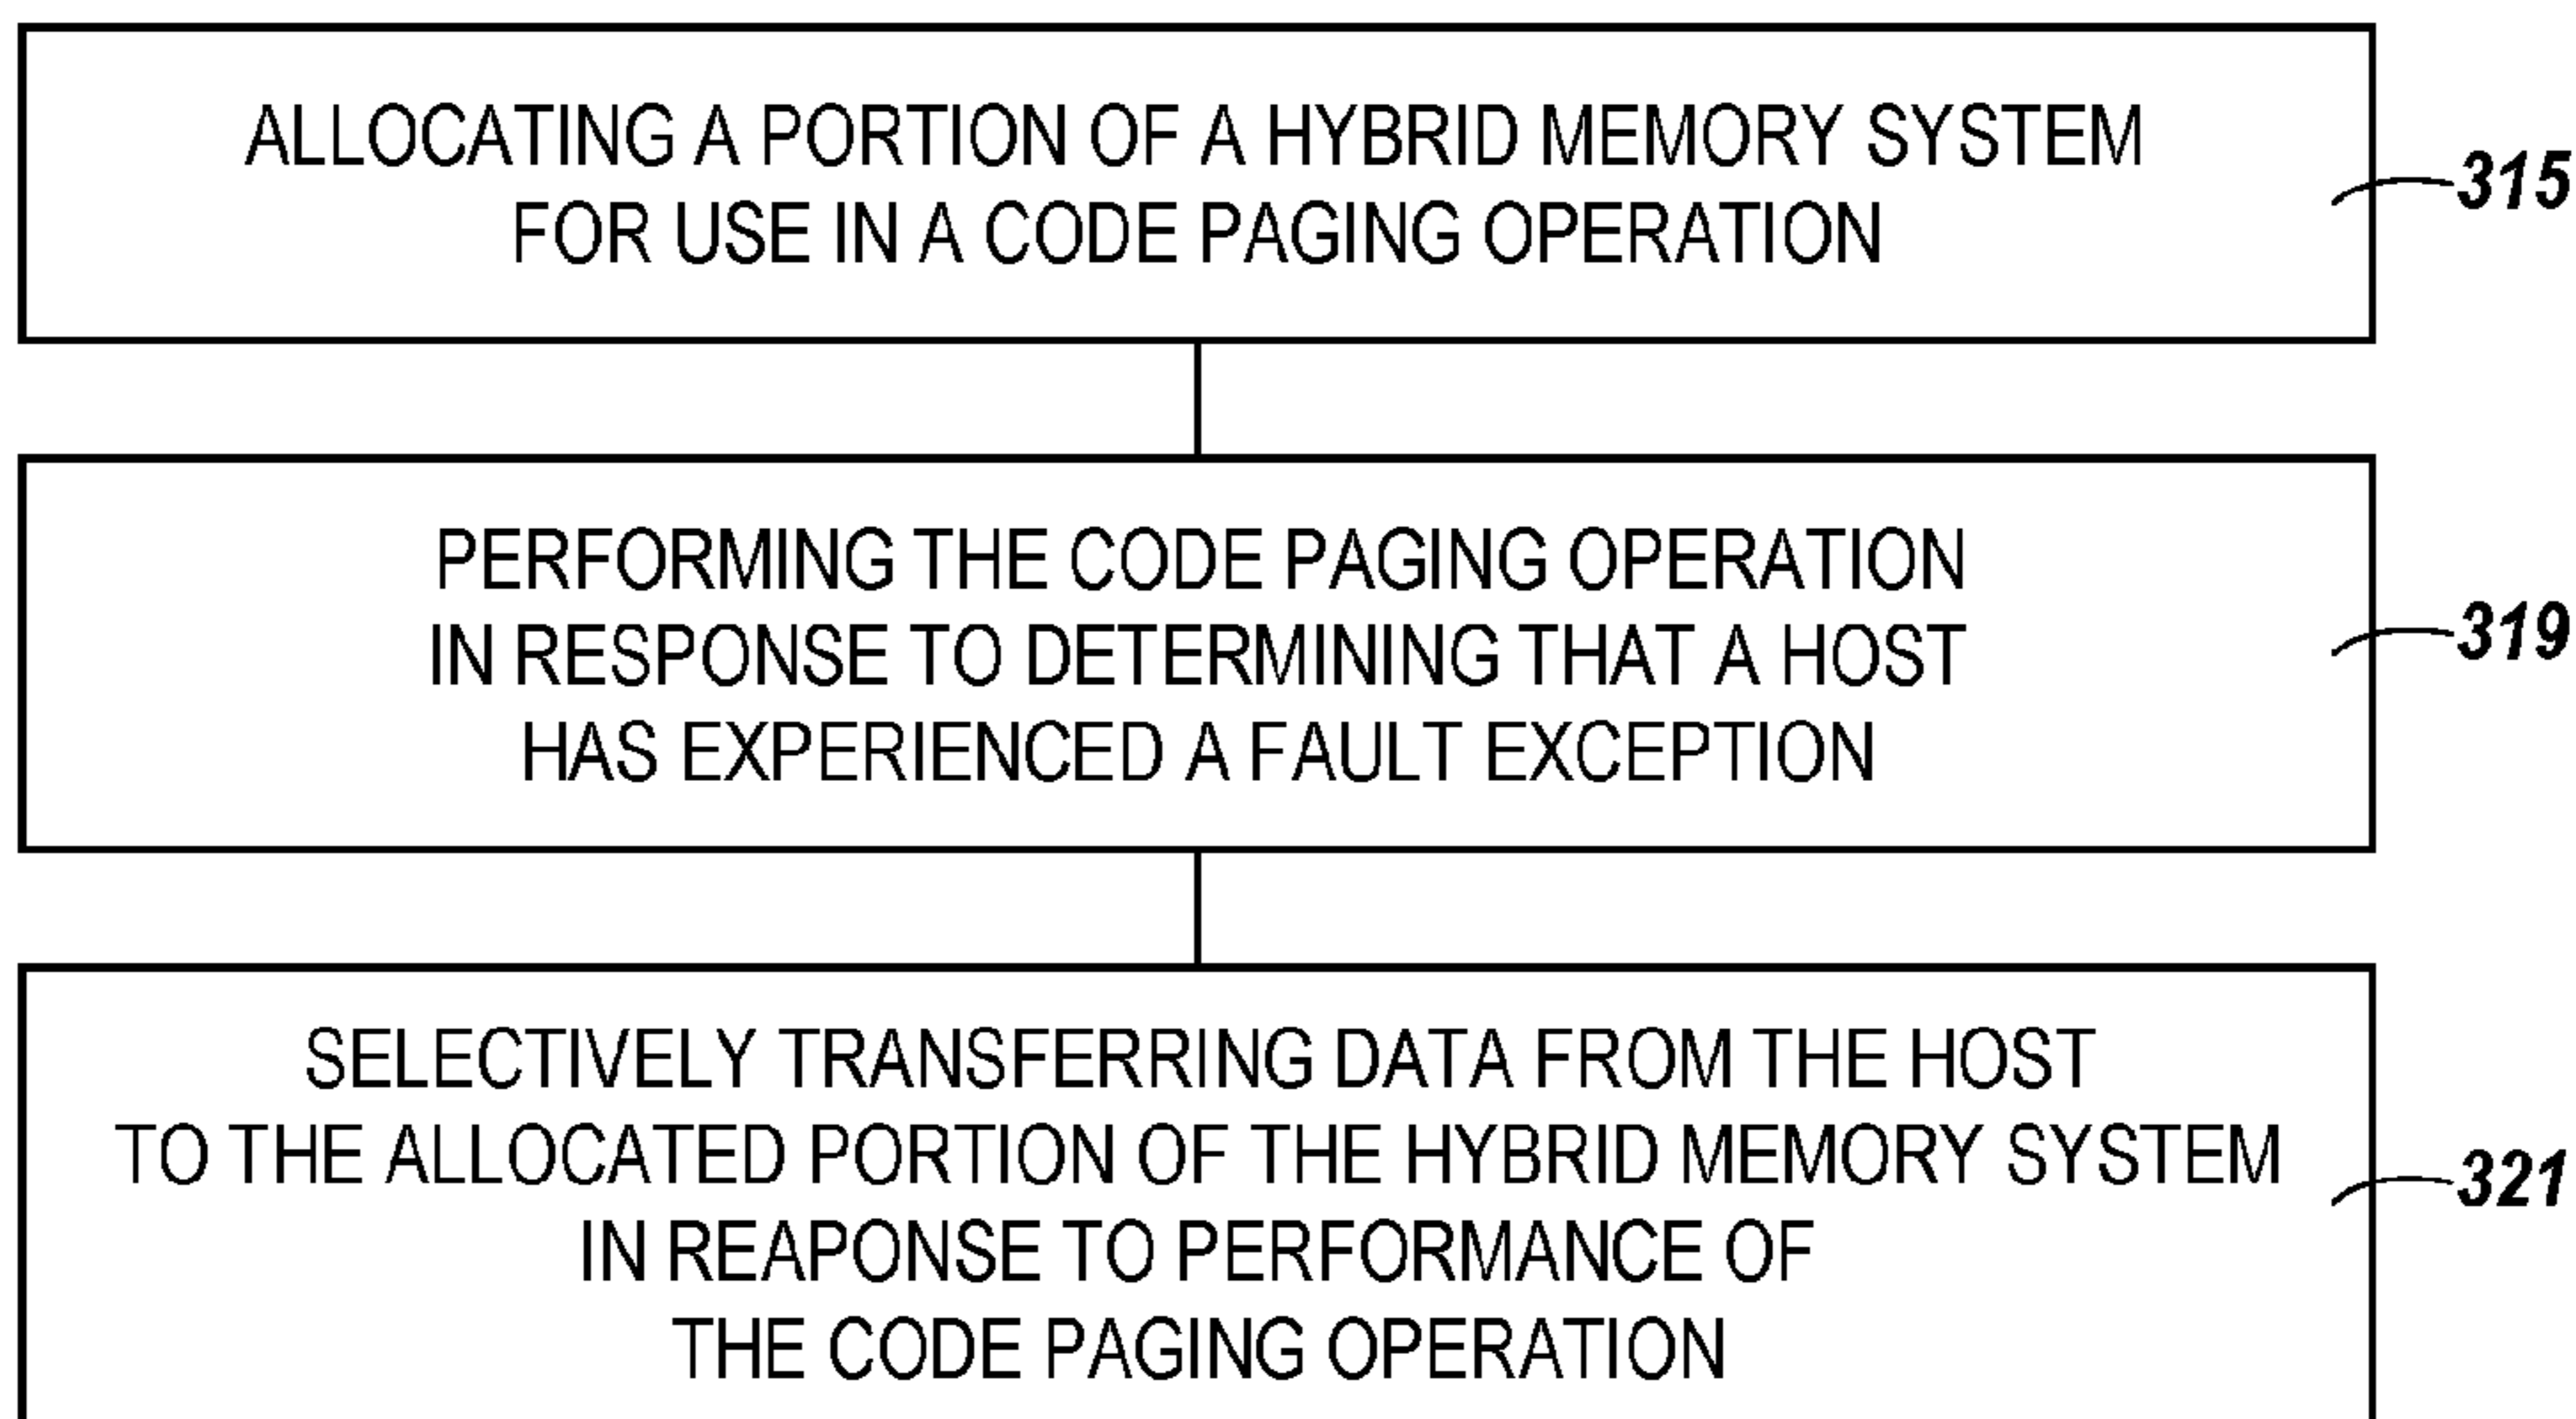 ALLOCATING A PORTION OF A HYBRID MEMORY SYSTEM
FOR USE IN A CODE PAGING OPERATION
315
PERFORMING THE CODE PAGING OPERATION
IN RESPONSE TO DETERMINING THAT A HOST
HAS EXPERIENCED A FAULT EXCEPTION
319
SELECTIVELY TRANSFERRING DATA FROM THE HOST
TO THE ALLOCATED PORTION OF THE HYBRID MEMORY SYSTEM
IN REAPONSE TO PERFORMANCE OF
THE CODE PAGING OPERATION
321